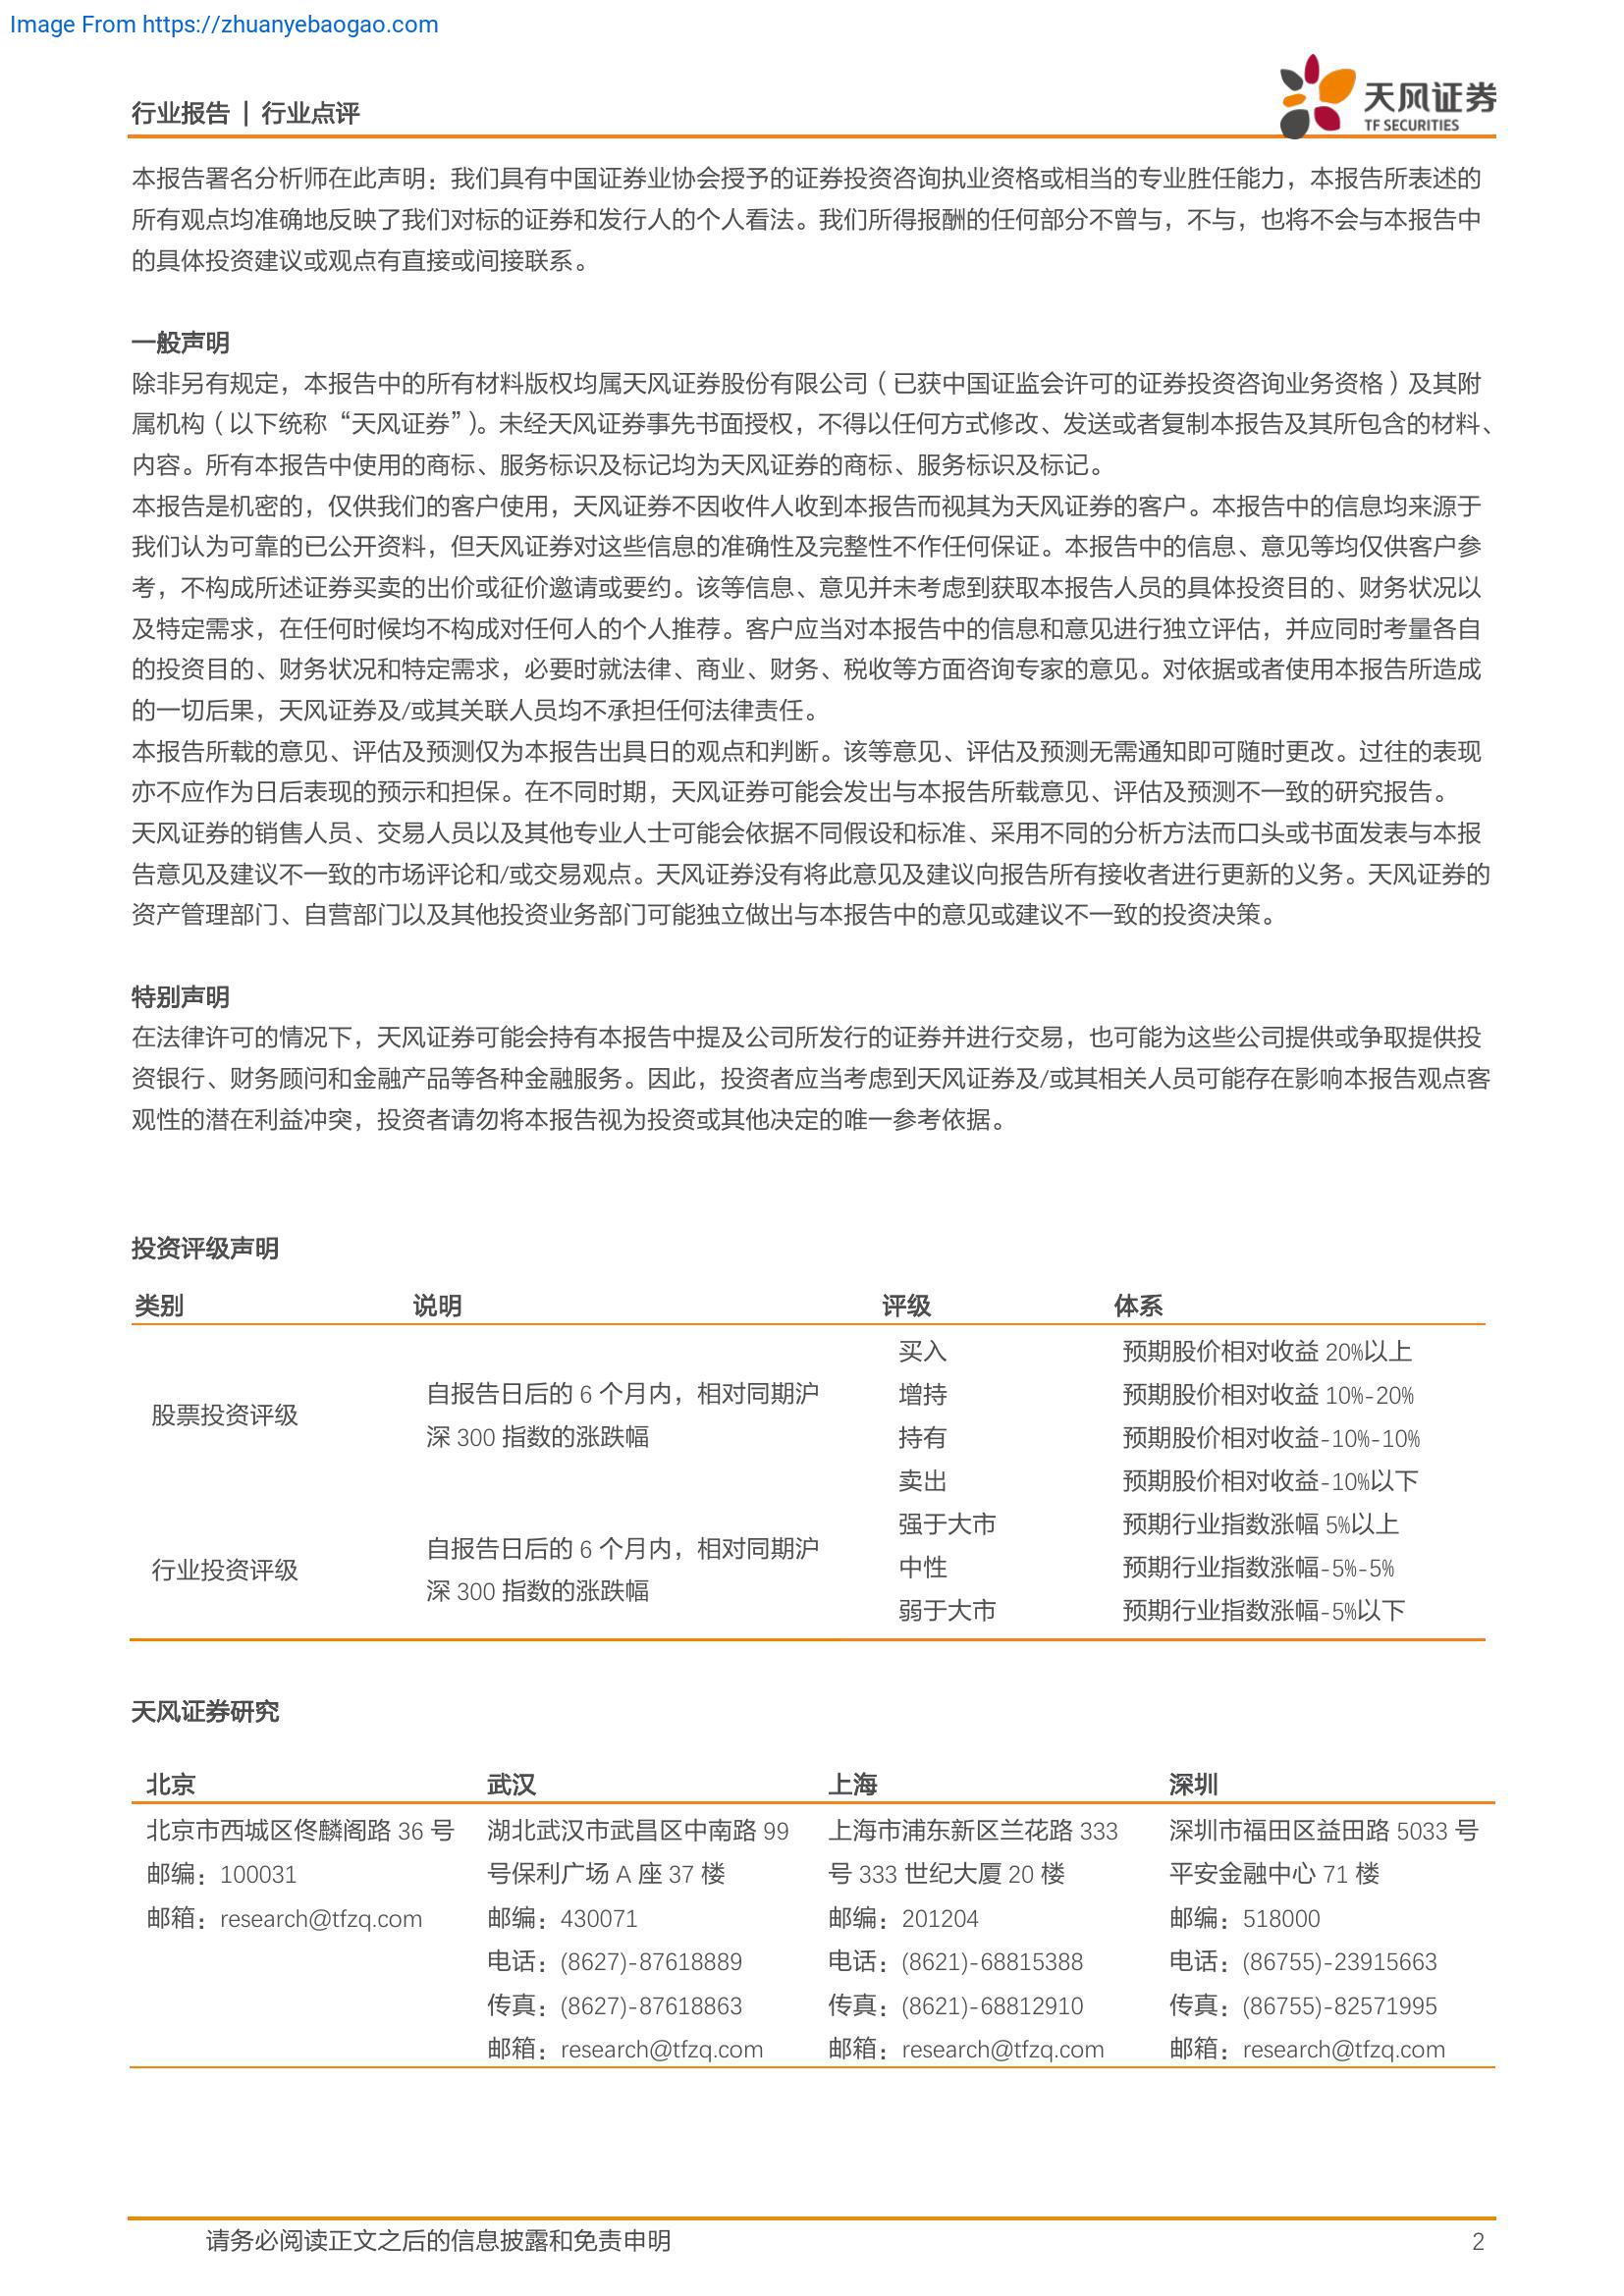 Image From https://zhuanyebaogao.com
行业报告 | 行业点评
天风证券
TF SECURITIES
本报告署名分析师在此声明：我们具有中国证券业协会授予的证券投资咨询执业资格或相当的专业胜任能力，本报告所表述的
所有观点均准确地反映了我们对标的证券和发行人的个人看法。我们所得报酬的任何部分不曾与，不与，也将不会与本报告中
的具体投资建议或观点有直接或间接联系。
一般声明
除非另有规定，本报告中的所有材料版权均属天风证券股份有限公司（已获中国证监会许可的证券投资咨询业务资格）及其附
属机构（以下统称“天风证券”）。未经天风证券事先书面授权，不得以任何方式修改、发送或者复制本报告及其所包含的材料、
内容。所有本报告中使用的商标、服务标识及标记均为天风证券的商标、服务标识及标记。
本报告是机密的，仅供我们的客户使用，天风证券不因收件人收到本报告而视其为天风证券的客户。本报告中的信息均来源于
我们认为可靠的已公开资料，但天风证券对这些信息的准确性及完整性不作任何保证。本报告中的信息、意见等均仅供客户参
考，不构成所述证券买卖的出价或征价邀请或要约。该等信息、意见并未考虑到获取本报告人员的具体投资目的、财务状况以
及特定需求，在任何时候均不构成对任何人的个人推荐。客户应当对本报告中的信息和意见进行独立评估，并应同时考量各自
的投资目的、财务状况和特定需求，必要时就法律、商业、财务、税收等方面咨询专家的意见。对依据或者使用本报告所造成
的一切后果，天风证券及/或其关联人员均不承担任何法律责任。
本报告所载的意见、评估及预测仅为本报告出具日的观点和判断。该等意见、评估及预测无需通知即可随时更改。过往的表现
亦不应作为日后表现的预示和担保。在不同时期，天风证券可能会发出与本报告所载意见、评估及预测不一致的研究报告。
天风证券的销售人员、交易人员以及其他专业人士可能会依据不同假设和标准、采用不同的分析方法而口头或书面发表与本报
告意见及建议不一致的市场评论和/或交易观点。天风证券没有将此意见及建议向报告所有接收者进行更新的义务。天风证券的
资产管理部门、自营部门以及其他投资业务部门可能独立做出与本报告中的意见或建议不一致的投资决策。
特别声明
在法律许可的情况下，天风证券可能会持有本报告中提及公司所发行的证券并进行交易，也可能为这些公司提供或争取提供投
资银行、财务顾问和金融产品等各种金融服务。因此，投资者应当考虑到天风证券及/或其相关人员可能存在影响本报告观点客
观性的潜在利益冲突，投资者请勿将本报告视为投资或其他决定的唯一参考依据。
投资评级声明
类别 说明 评级 体系
股票投资评级
自报告日后的 6 个月内，相对同期沪
深 300 指数的涨跌幅
买入 预期股价相对收益 20%以上
增持 预期股价相对收益 10%-20%
持有 预期股价相对收益-10%-10%
卖出 预期股价相对收益-10%以下
行业投资评级
自报告日后的 6 个月内，相对同期沪
深 300 指数的涨跌幅
强于大市 预期行业指数涨幅 5%以上
中性 预期行业指数涨幅-5%-5%
弱于大市 预期行业指数涨幅-5%以下
天风证券研究
北京 武汉 上海 深圳
北京市西城区佟麟阁路 36 号
邮编：100031
邮箱：research@tfzq.com
湖北武汉市武昌区中南路 99
号保利广场 A 座 37 楼
邮编：430071
电话：(8627)-87618889
传真：(8627)-87618863
邮箱：research@tfzq.com
上海市浦东新区兰花路 333
号 333 世纪大厦 20 楼
邮编：201204
电话：(8621)-68815388
传真：(8621)-68812910
邮箱：research@tfzq.com
深圳市福田区益田路 5033 号
平安金融中心 71 楼
邮编：518000
电话：(86755)-23915663
传真：(86755)-82571995
邮箱：research@tfzq.com
请务必阅读正文之后的信息披露和免责申明 2